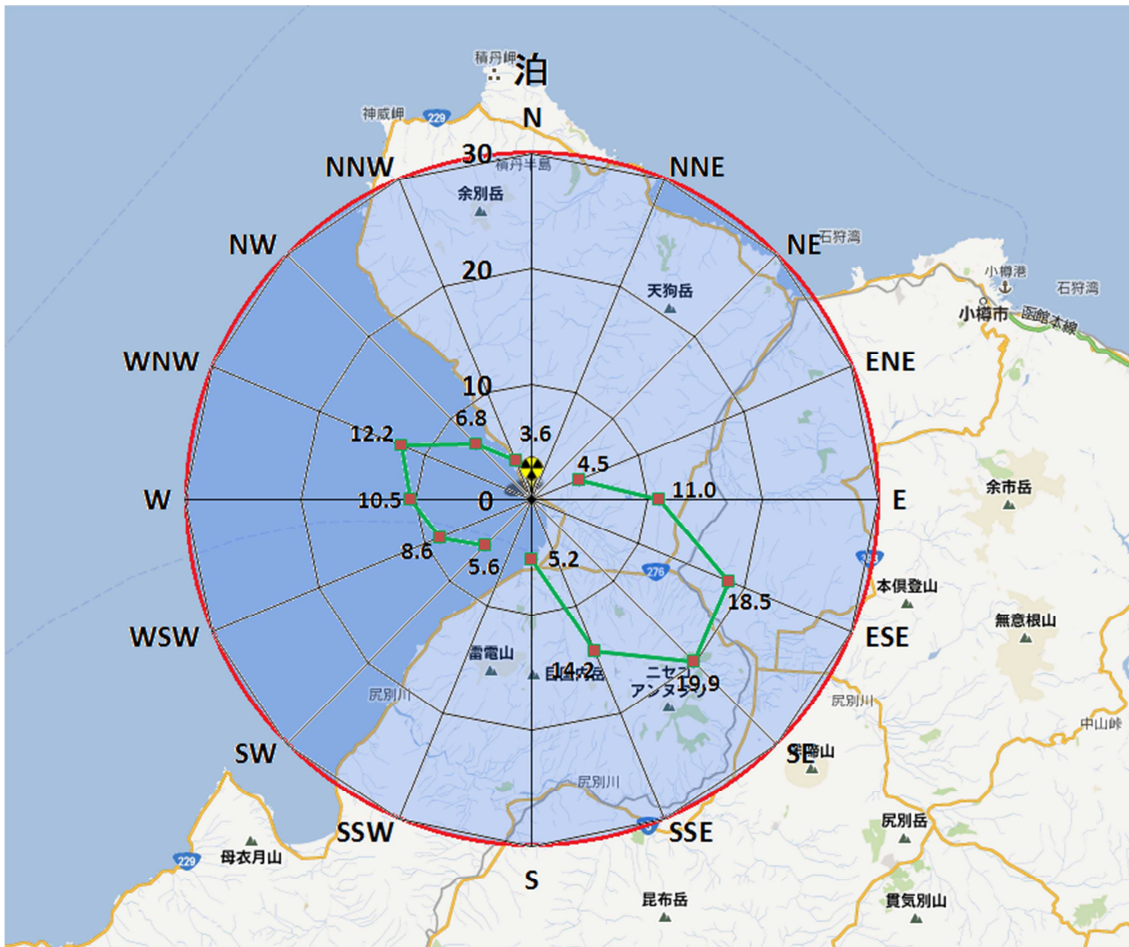 積丹岬
泊
神威岬
229
N
30
NNW
NNE
積丹半島
余別岳
NW
NE
石狩湾
20
天狗岳
小樽港
石狩湾
小樽市
函館本線
WNW
ENE
10
6.8
3.6
12.2
4.5
W
10.5
0
11.0
E
余市岳
8.6
5.6
5.2
276
18.5
本倶登山
WSW
ESE
無意根山
雷電山
14.2
目国内岳
ニセコ
アンヌプリ
19.9
尻別川
尻別川
中山峠
SW
SE
尻別川
SSW
SSE
尻別岳
229
母衣月山
S
昆布岳
貫気別山